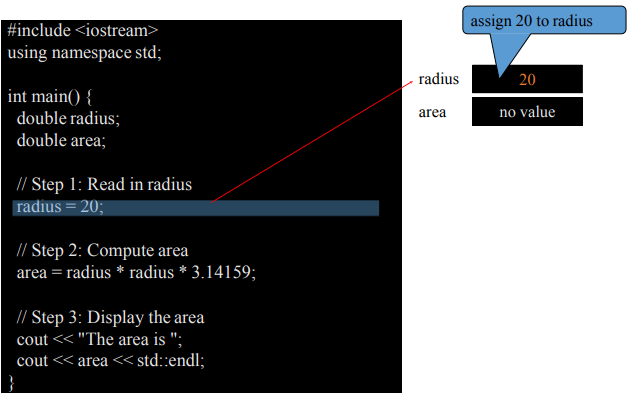 #include <iostream>
using namespace std;
int main() {
double radius;
double area;
// Step 1: Read in radius
radius = 20;
// Step 2: Compute area
area = radius * radius * 3.14159;
// Step 3: Display the area
cout << "The area is ";
cout << area << std::endl;
}
assign 20 to radius
radius 20
area no value